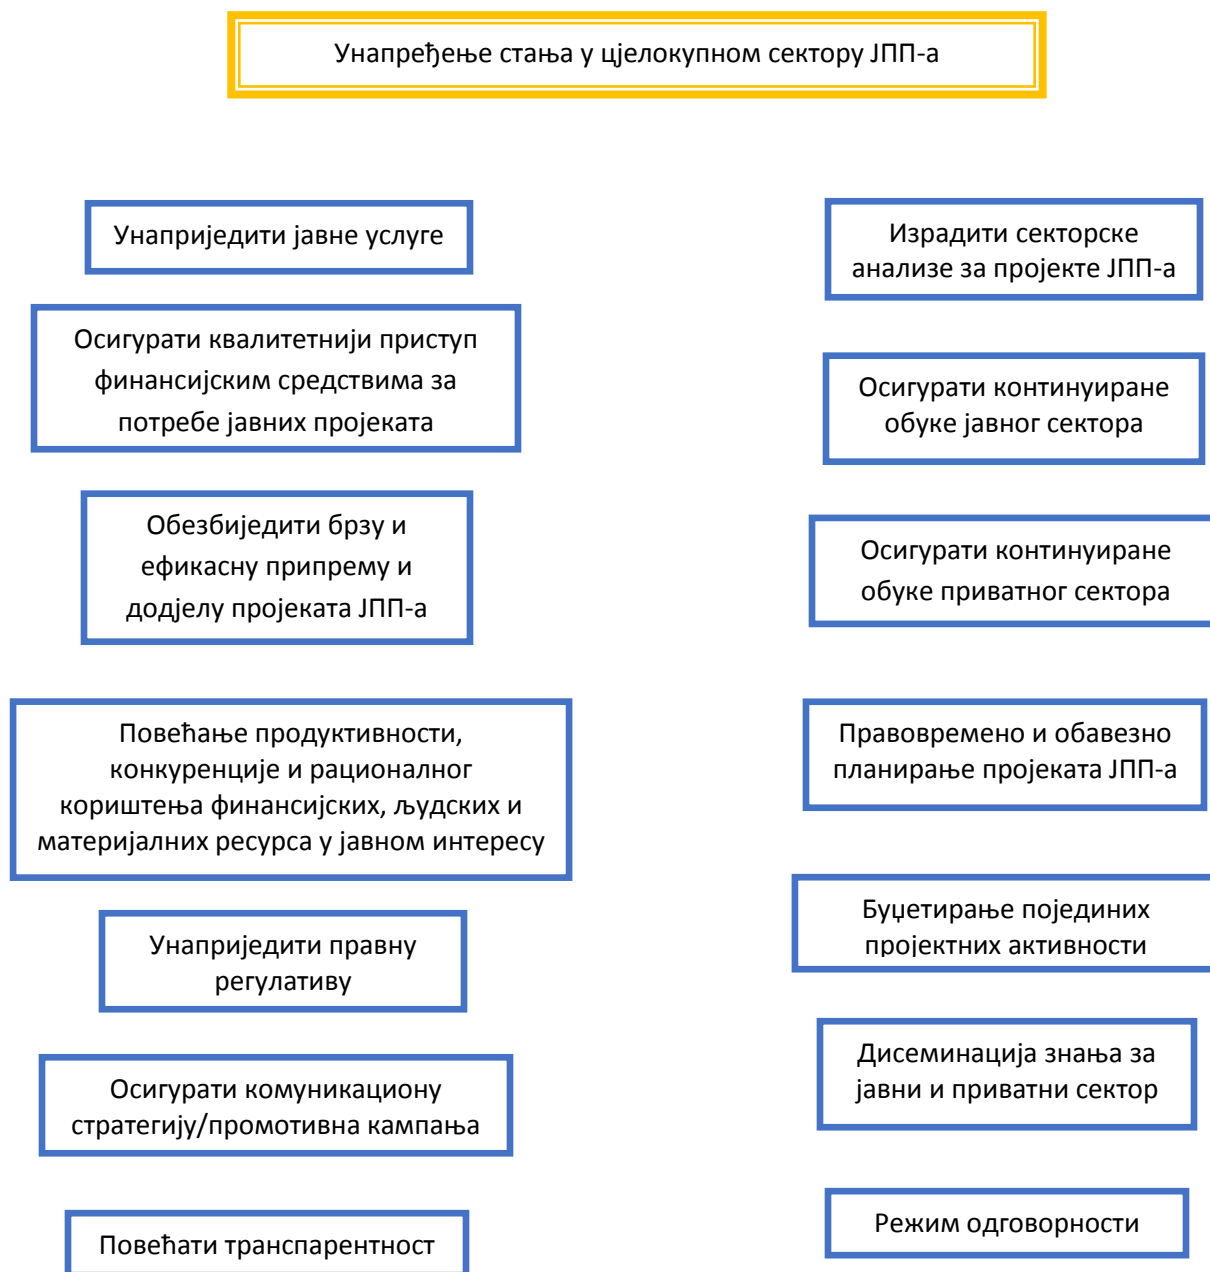 Унапређење стања у цјелокупном сектору ЈПП-а
Унаприједити јавне услуге
Осигурати квалитетнији приступ
финансијским средствима за
потребе јавних пројеката
Обезбиједити брзу и
ефикасну припрему и
додјелу пројеката ЈПП-а
Повећање продуктивности,
конкуренције и рационалног
кориштења финансијских, људских и
материјалних ресурса у јавном интересу
Унаприједити правну
регулативу
Осигурати комуникациону
стратегију/промотивна кампања
Повећати транспарентност
Израдити секторске
анализе за пројекте ЈПП-а
Осигурати континуиране
обуке јавног сектора
Осигурати континуиране
обуке приватног сектора
Правовремено и обавезно
планирање пројеката ЈПП-а
Буџетирање појединих
пројектних активности
Дисеминација знања за
јавни и приватни сектор
Режим одговорности